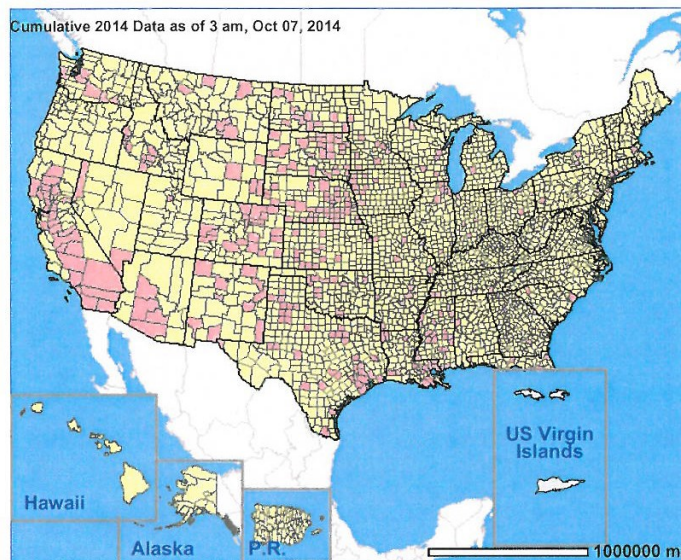 Cumulative 2014 Data as of 3 am, Oct 07, 2014
US Virgin
Islands
Hawaii
Alaska
P.R.
1000000 m